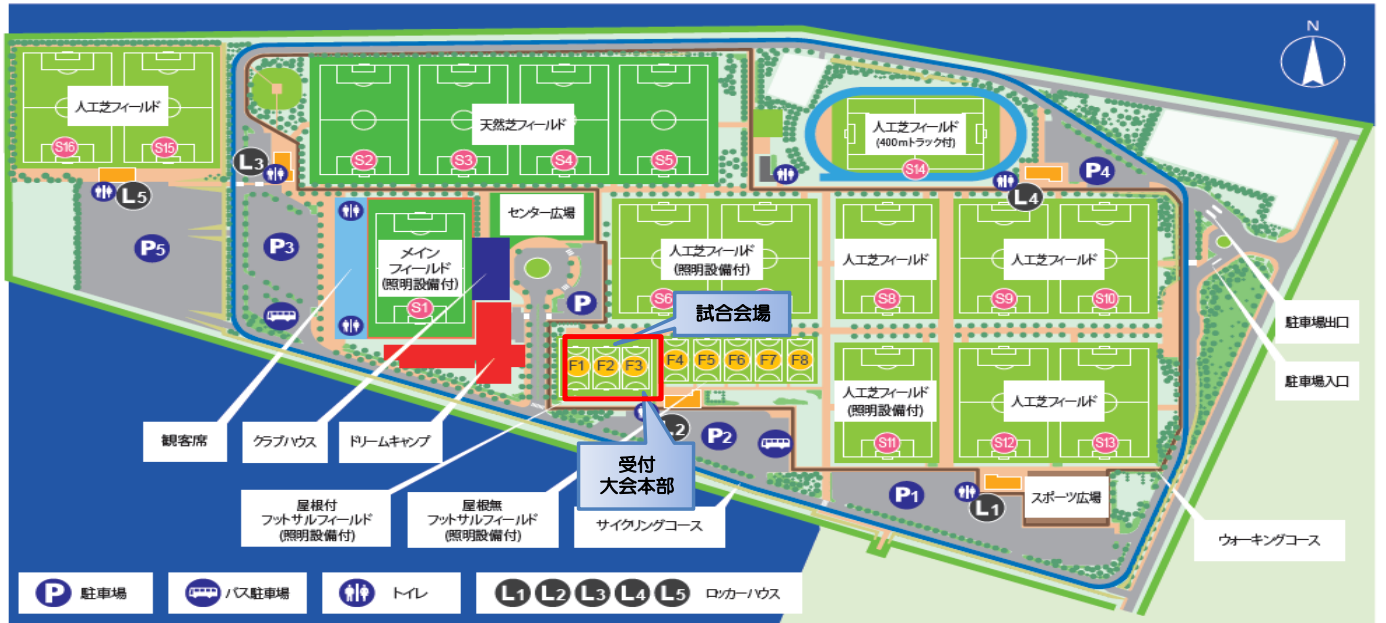 N
人工芝フィールド
S16
S15
天然芝フィールド
S2
S3
S4
S5
人工芝フィールド
(400mトラック付)
S14
P4
L3
L5
L4
P5
P3
センター広場
メイン
フィールド
(照明設備付)
S1
P
人工芝フィールド
(照明設備付)
S6
人工芝フィールド
S8
人工芝フィールド
S9
S10
試合会場
F1
F2
F3
F4
F5
F6
F7
F8
駐車場出口
駐車場入口
人工芝フィールド
(照明設備付)
S11
人工芝フィールド
S12
S13
L2
P2
受付
大会本部
P1
L1
スポーツ広場
観客席
クラブハウス
ドリームキャンプ
屋根付
フットサルフィールド
(照明設備付)
屋根無
フットサルフィールド
(照明設備付)
サイクリングコース
ウォーキングコース
P 駐車場
バス駐車場
トイレ
L1 L2 L3 L4 L5 ロッカーハウス